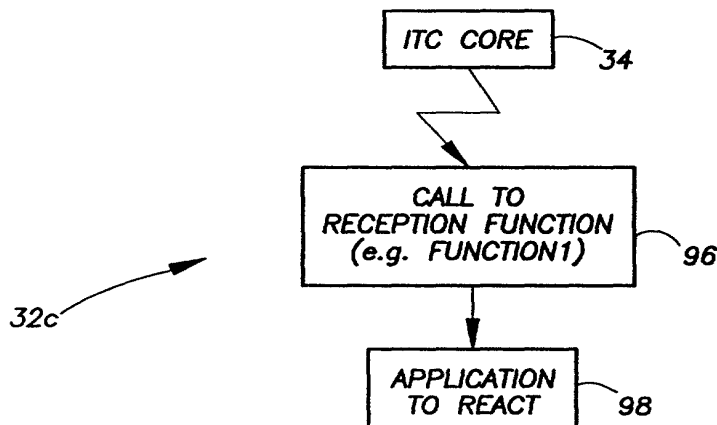 ITC CORE
34
CALL TO
RECEPTION FUNCTION
(e.g. FUNCTION1)
96
32c
APPLICATION
TO REACT
98